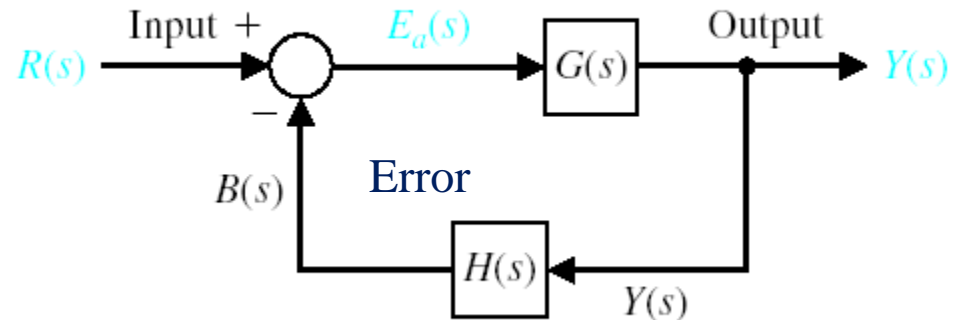 Input + E_a(s) Output
R(s) G(s) Y(s)
−
B(s) Error
H(s)
Y(s)